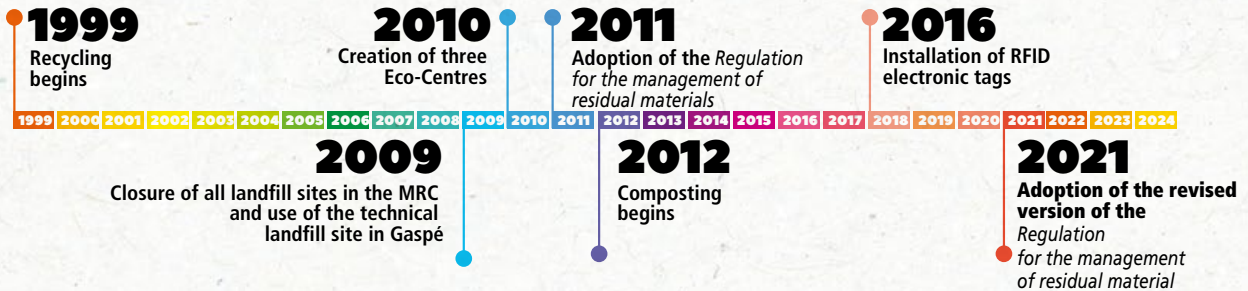 1999
Recycling
begins
2010
Creation of three
Eco-Centres
2011
Adoption of the Regulation
for the management of
residual materials
2016
Installation of RFID
electronic tags
1999 2000 2001 2002 2003 2004 2005 2006 2007 2008 2009 2010 2011 2012 2013 2014 2015 2016 2017 2018 2019 2020 2021 2022 2023 2024
2009
Closure of all landfill sites in the MRC
and use of the technical
landfill site in Gaspé
2012
Composting
begins
2021
Adoption of the revised
version of the
Regulation
for the management
of residual material